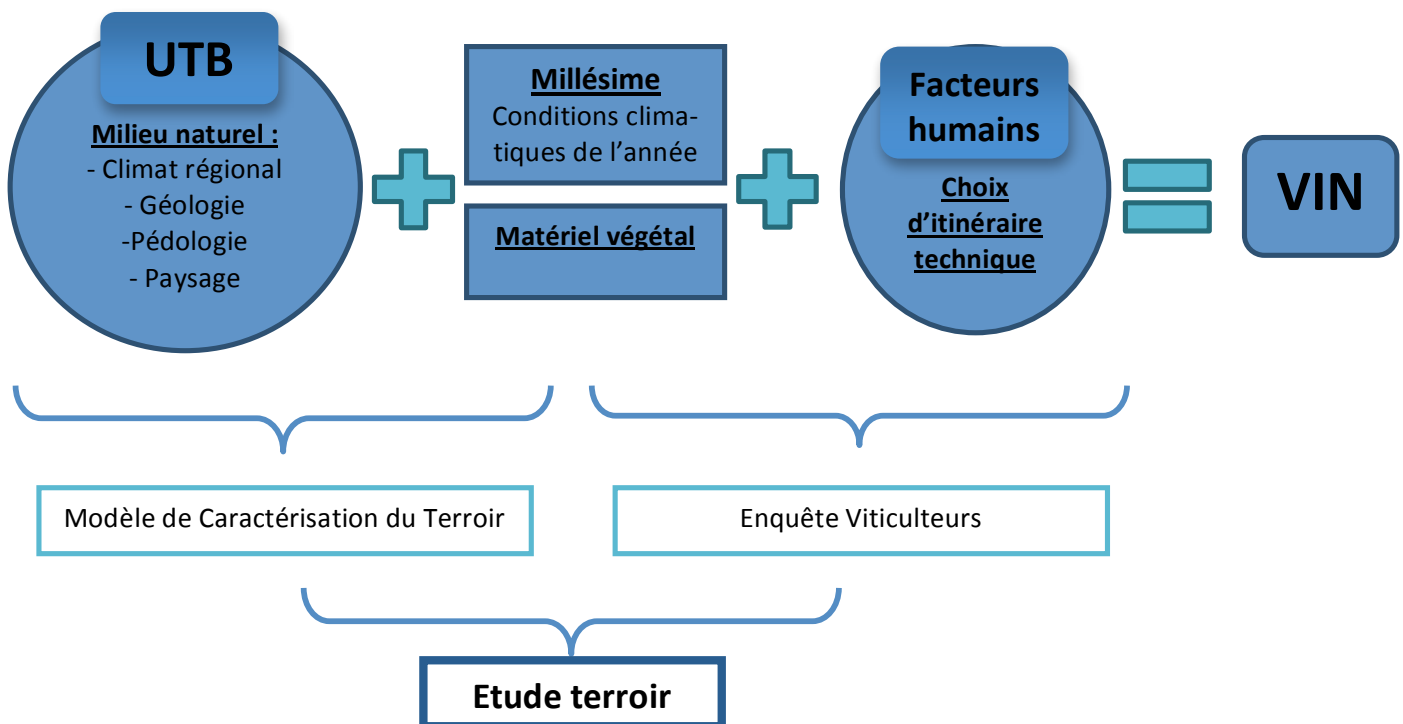 UTB
Milieu naturel :
- Climat régional
- Géologie
-Pédologie
- Paysage
Millésime
Conditions clima-
tiques de l'année
Matériel végétal
Facteurs
humains
Choix
d'itinéraire
technique
VIN
Modèle de Caractérisation du Terroir
Enquête Viticulteurs
Etude terroir